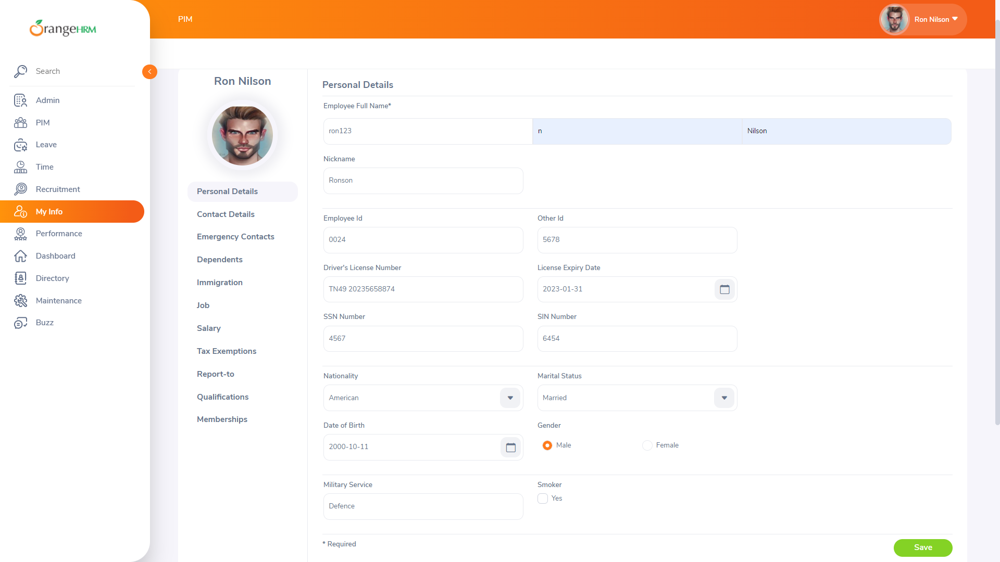 OrangeHRM
PIM
Ron Nilson
Search
Admin
PIM
Leave
Time
Recruitment
My Info
Performance
Dashboard
Directory
Maintenance
Buzz
Ron Nilson
Personal Details
Contact Details
Emergency Contacts
Dependents
Immigration
Job
Salary
Tax Exemptions
Report-to
Qualifications
Memberships
Personal Details
Employee Full Name*
ron123 n Nilson
Nickname
Ronson
Employee Id Other Id
0024 5678
Driver's License Number License Expiry Date
TN49 20235658874 2023-01-31
SSN Number SIN Number
4567 6454
Nationality Marital Status
American Married
Date of Birth Gender
2000-10-11 Male Female
Military Service Smoker
Defence Yes
* Required
Save